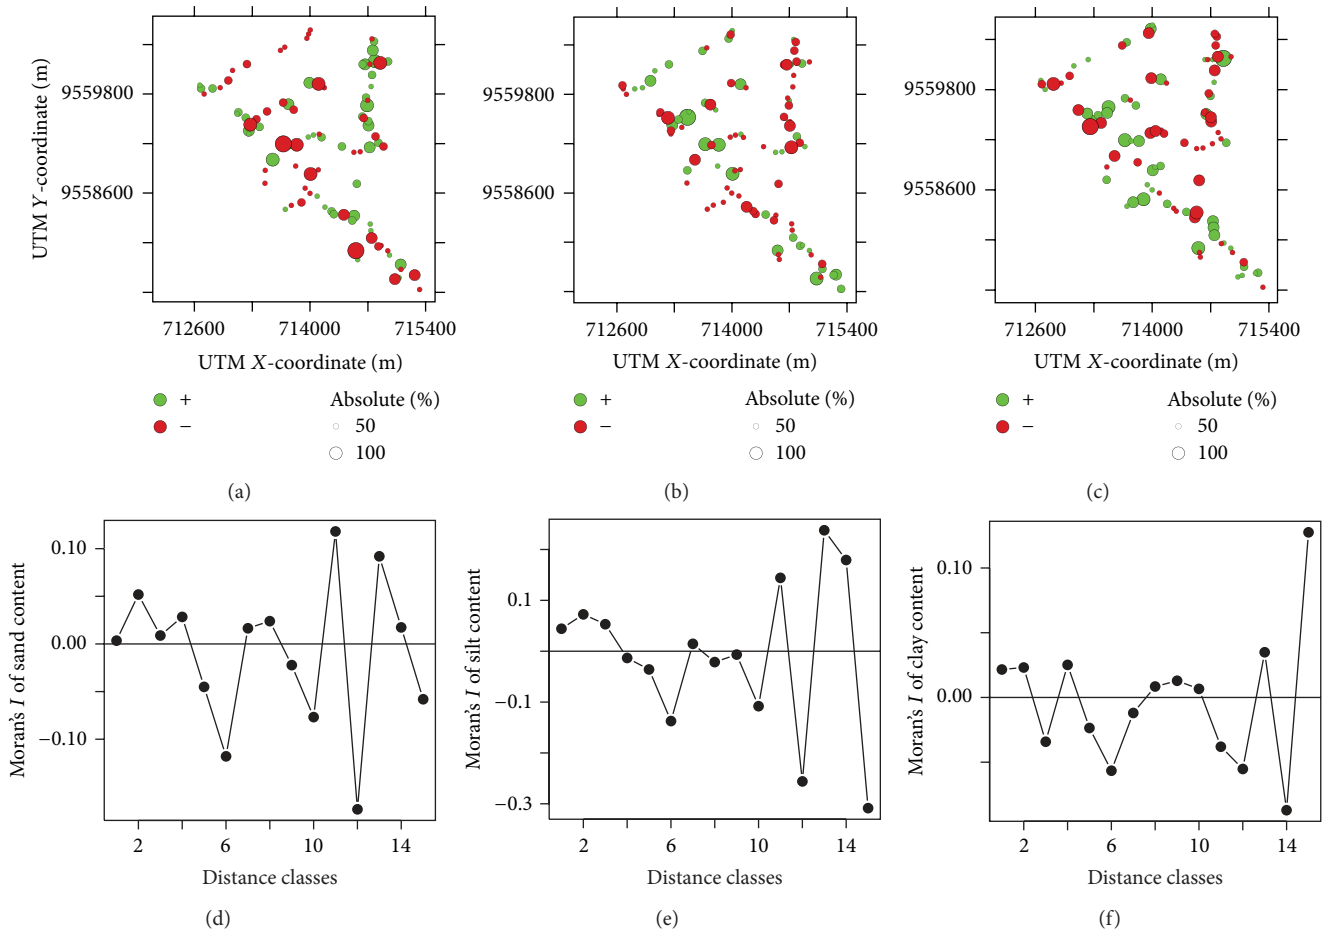 UTM Y-coordinate (m)
9559800
9558600
712600 714000 715400
UTM X-coordinate (m)
+ Absolute (%)
− 50
100
(a)
9559800
9558600
712600 714000 715400
UTM X-coordinate (m)
+ Absolute (%)
− 50
100
(b)
9559800
9558600
712600 714000 715400
UTM X-coordinate (m)
+ Absolute (%)
− 50
100
(c)
Moran's I of sand content
0.10
0.00
−0.10
2 6 10 14
Distance classes
(d)
Moran's I of silt content
0.1
−0.1
−0.3
2 6 10 14
Distance classes
(e)
Moran's I of clay content
0.10
0.00
2 6 10 14
Distance classes
(f)